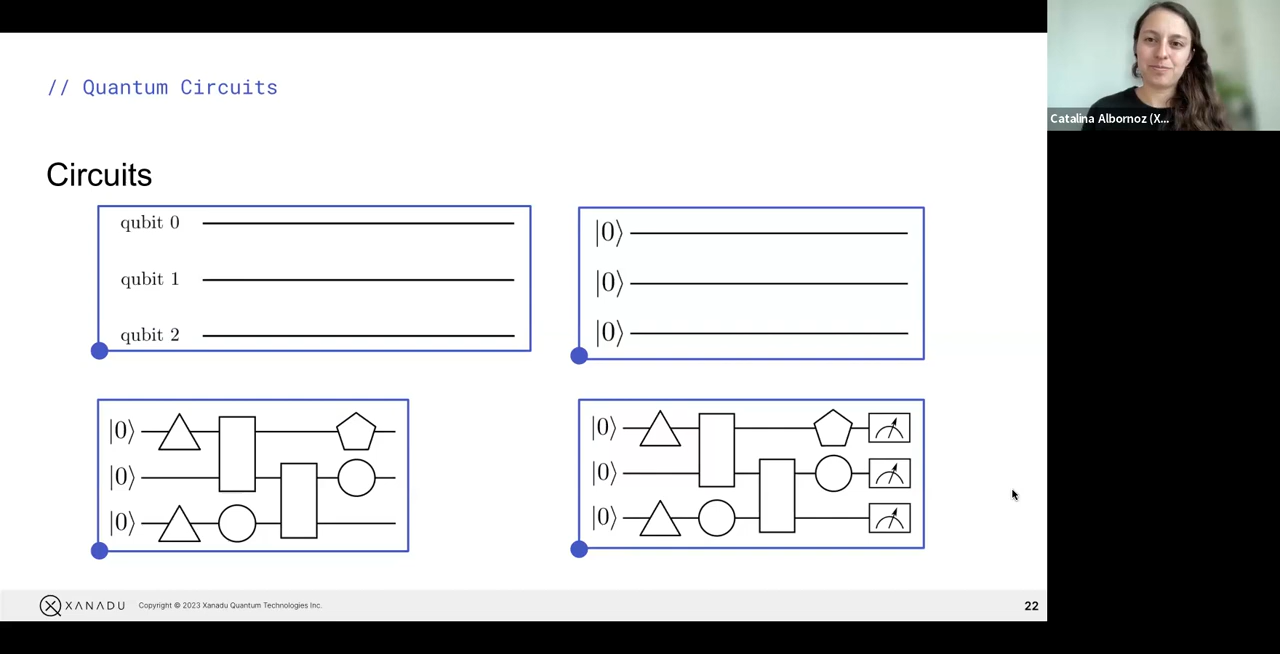 // Quantum Circuits
Circuits
qubit 0
qubit 1
qubit 2
|0⟩
|0⟩
|0⟩
|0⟩
|0⟩
|0⟩
|0⟩
|0⟩
|0⟩
XANADU
Copyright © 2023 Xanadu Quantum Technologies Inc.
22
Catalina Albornoz (X...